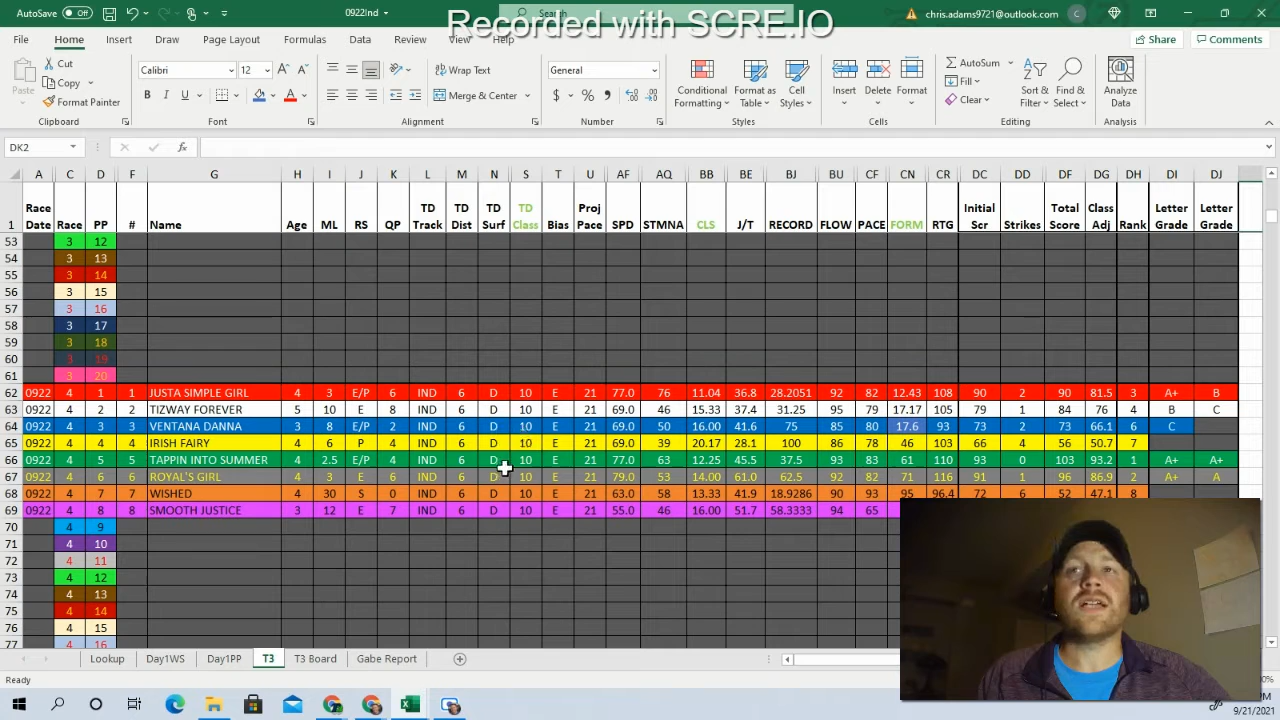 AutoSave Off 0922Ind Search chris.adams9721@outlook.com C
Recorded with SCRE.IO
File Home Insert Page Layout Formulas Data Review View Help Share Comments
Cut
Copy
Format Painter
Paste
Calibri 12
B I U
Wrap Text
Merge & Center
General
$ % 9
Conditional Formatting
Format as Table
Cell Styles
Insert Delete Format
AutoSum
Fill
Clear
Sort & Filter
Find & Select
Analyze Data
Clipboard Font Alignment Number Styles Cells Editing Analysis
DK2 fx
A C D F G H I J K L M N S T U AF AQ BB BE BJ BU CF CN CR DC DD DF DG DH DI DJ
1 Race Date Race PP # Name Age ML RS QP TD Track TD Dist TD Surf TD Class Bias Proj Pace SPD STMNA CLS J/T RECORD FLOW PACE FORM RTG Initial Scr Strikes Total Score Class Adj Rank Letter Grade Letter Grade
53 3 12
54 3 13
55 3 14
56 3 15
57 3 16
58 3 17
59 3 18
60 3 19
61 3 20
62 0922 4 1 1 JUSTA SIMPLE GIRL 4 3 E/P 6 IND 6 D 10 E 21 77.0 76 11.04 36.8 28.2051 92 82 12.43 108 90 2 90 81.5 3 A+ B
63 0922 4 2 2 TIZWAY FOREVER 5 10 E 8 IND 6 D 10 E 21 69.0 46 15.33 37.4 31.25 95 79 17.17 105 79 1 84 76 4 B C
64 0922 4 3 3 VENTANA DANNA 4 8 E/P 2 IND 6 D 10 E 21 69.0 50 16.00 41.6 75 85 80 17.6 93 73 2 73 66.1 6 C
65 0922 4 4 4 IRISH FAIRY 4 6 P 4 IND 6 D 10 E 21 69.0 39 20.17 28.1 100 86 78 46 103 66 4 56 50.7 7
66 0922 4 5 5 TAPPIN INTO SUMMER 4 2.5 E/P 4 IND 6 D 10 E 21 77.0 63 12.25 45.5 37.5 93 83 61 110 93 0 103 93.2 1 A+ A+
67 0922 4 6 6 ROYAL'S GIRL 4 3 E 6 IND 6 D 10 E 21 79.0 53 14.00 61.0 62.5 92 83 71 116 91 1 96 86.9 2 A+ A
68 0922 4 7 7 WISHED 4 30 S 0 IND 6 D 10 E 21 63.0 58 13.33 41.9 18.9286 90 93 95 96.4 72 6 52 47.1 8
69 0922 4 8 8 SMOOTH JUSTICE 3 12 E 7 IND 6 D 10 E 21 55.0 46 16.00 51.7 58.3333 94 65
70 4 9
71 4 10
72 4 11
73 4 12
74 4 13
75 4 14
76 4 15
77 4 16
Lookup Day1WS Day1PP T3 T3 Board Gabe Report
Ready
9/21/2021